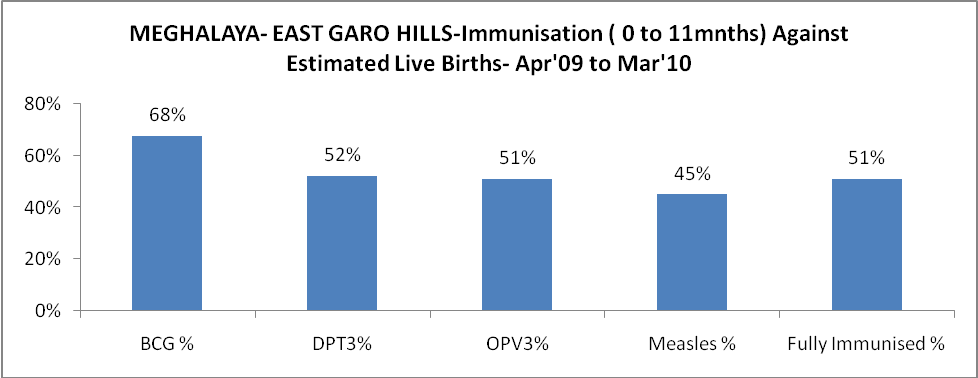 MEGHALAYA- EAST GARO HILLS-Immunisation ( 0 to 11mnths) Against
Estimated Live Births- Apr'09 to Mar'10
80%
60%
40%
20%
0%
68%
52%
51%
45%
51%
BCG %
DPT3%
OPV3%
Measles %
Fully Immunised %